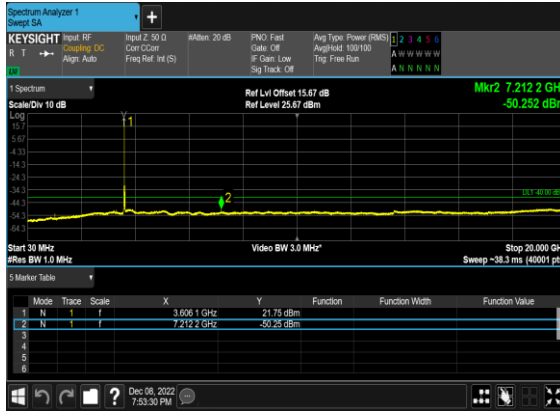 Spectrum Analyzer 1
Swept SA
+
KEYSIGHT Input: RF Input Z: 50 Ω #Atten: 20 dB PNO: Fast Avg Type: Power (RMS) 1 2 3 4 5 6
R T Coupling: DC Corr CCorr Gate: Off Avg|Hold: 100/100 A W W W W W
Align: Auto Freq Ref: Int (S) IF Gain: Low Trig: Free Run
Sig Track: Off A N N N N N
1 Spectrum
Scale/Div 10 dB
Ref Lvl Offset 15.67 dB
Ref Level 25.67 dBm
Mkr2 7.212 2 GH
-50.252 dB
Log
15.7
5.67
-4.33
-14.3
-24.3
-34.3
-44.3
-54.3
-64.3
1
2
DL1 -40.00 dB
Start 30 MHz Video BW 3.0 MHz* Stop 20.000 G
#Res BW 1.0 MHz Sweep ~38.3 ms (40001 pt
5 Marker Table
Mode Trace Scale X Y Function Function Width Function Value
1 N 1 f 3.606 1 GHz 21.75 dBm
2 N 1 f 7.212 2 GHz -50.25 dBm
3
4
5
6
? Dec 08, 2022
7:53:30 PM